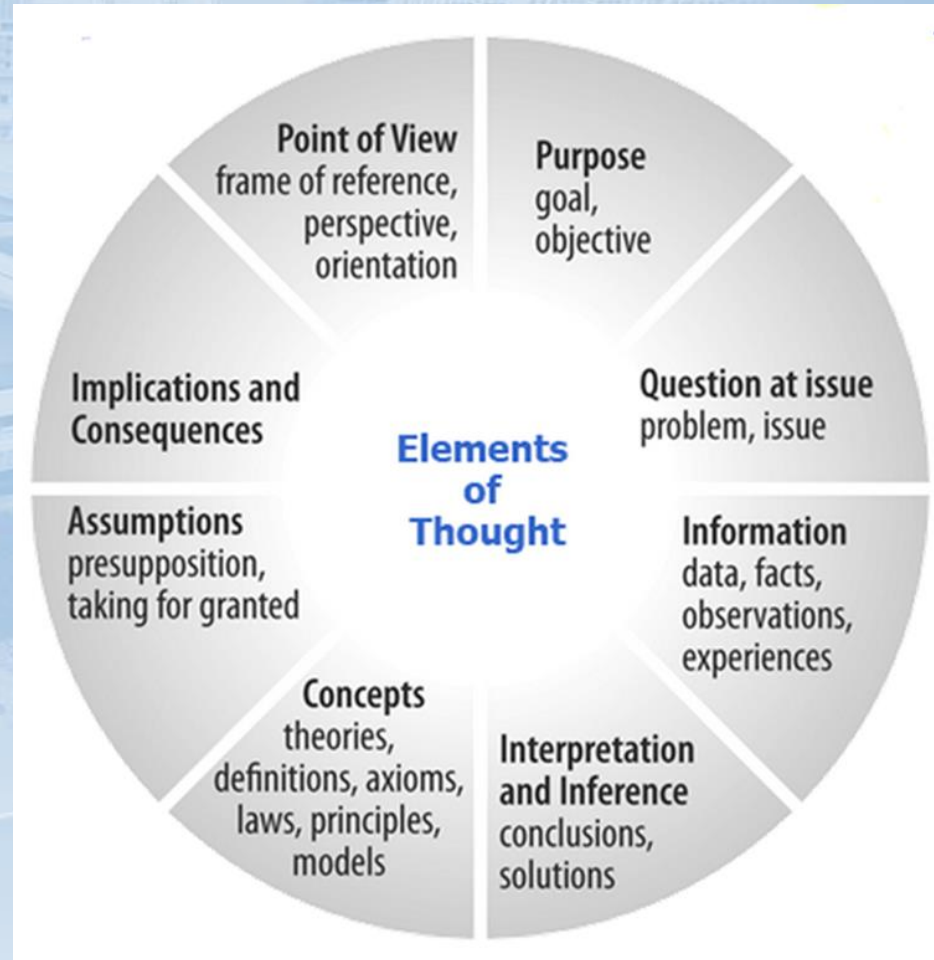 Point of View
frame of reference,
perspective,
orientation
Purpose
goal,
objective
Question at issue
problem, issue
Information
data, facts,
observations,
experiences
Interpretation
and Inference
conclusions,
solutions
Concepts
theories,
definitions, axioms,
laws, principles,
models
Assumptions
presupposition,
taking for granted
Implications and
Consequences
Elements
of
Thought